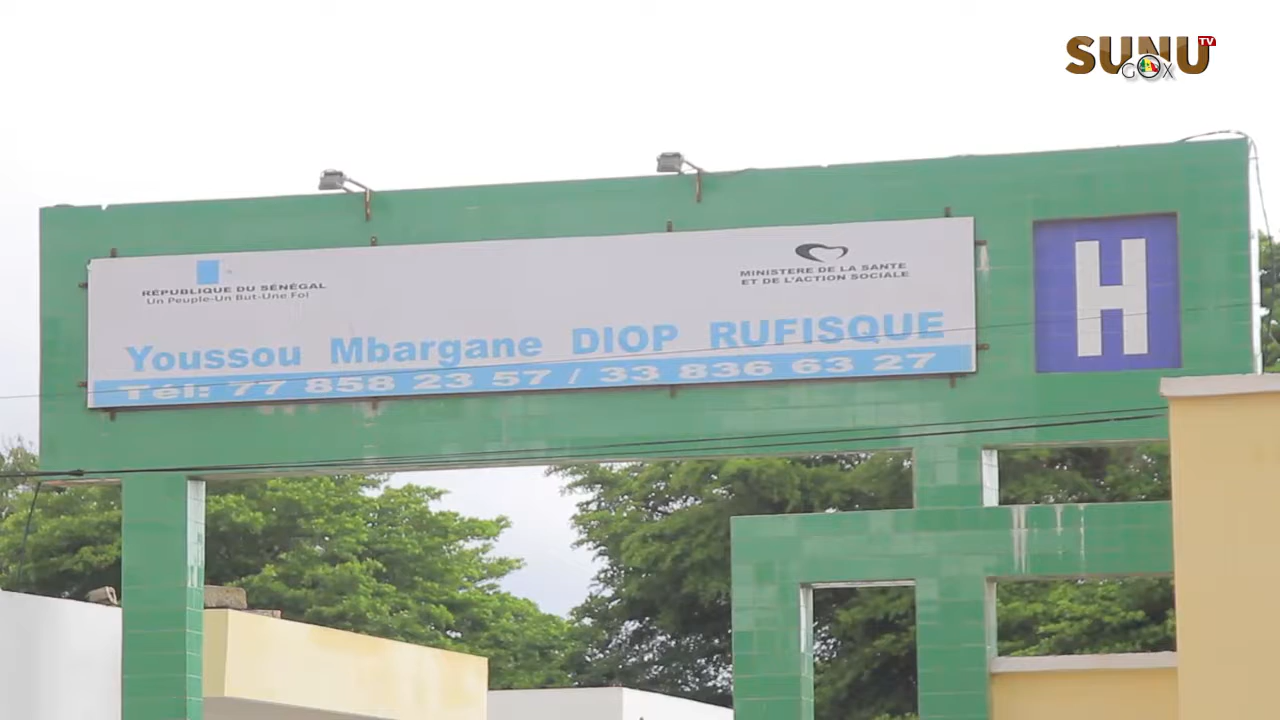 SUNU TV
GOX
RÉPUBLIQUE DU SÉNÉGAL
Un Peuple-Un But-Une Foi
MINISTERE DE LA SANTE
ET DE L'ACTION SOCIALE
Youssou Mbargane DIOP RUFISQUE
Tél: 77 858 23 57 / 33 836 63 27
H